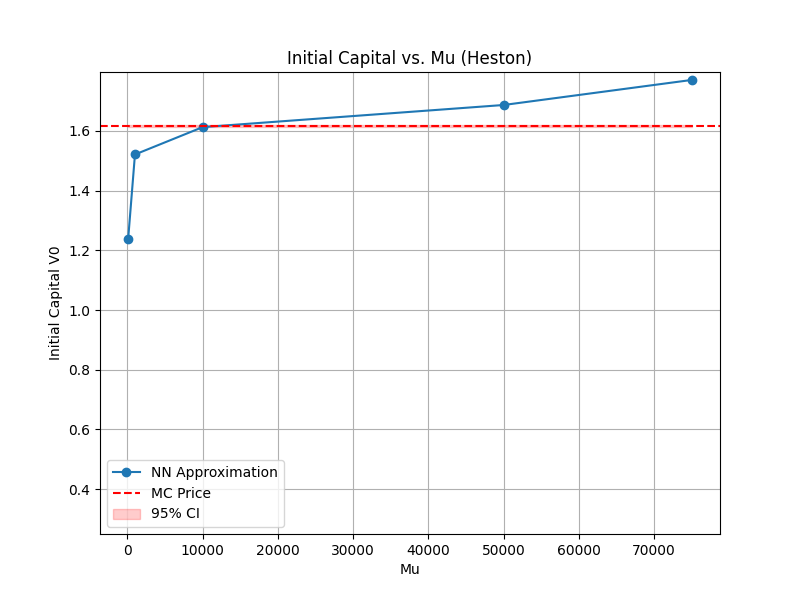 Initial Capital vs. Mu (Heston)
Initial Capital V0
1.6
1.4
1.2
1.0
0.8
0.6
0.4
NN Approximation
MC Price
95% CI
0 10000 20000 30000 40000 50000 60000 70000
Mu